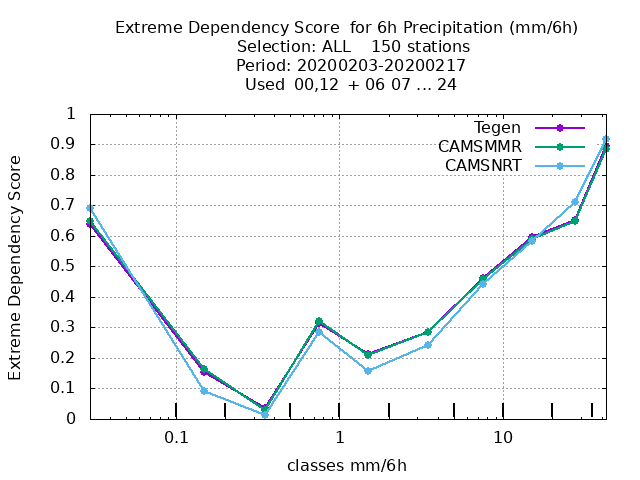 Extreme Dependency Score  for 6h Precipitation (mm/6h)
Selection: ALL    150 stations
Period: 20200203-20200217
Used  00,12  + 06 07 ... 24
Tegen
CAMSMMR
CAMSNRT
1
0.9
0.8
0.7
0.6
0.5
0.4
0.3
0.2
0.1
0
Extreme Dependency Score
0.1 1 10
classes mm/6h